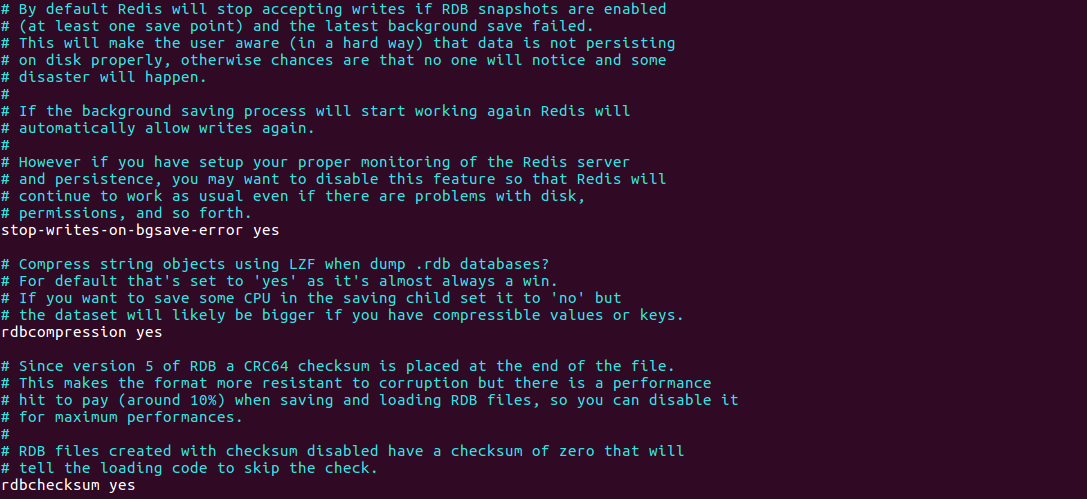 # By default Redis will stop accepting writes if RDB snapshots are enabled
# (at least one save point) and the latest background save failed.
# This will make the user aware (in a hard way) that data is not persisting
# on disk properly, otherwise chances are that no one will notice and some
# disaster will happen.
#
# If the background saving process will start working again Redis will
# automatically allow writes again.
#
# However if you have setup your proper monitoring of the Redis server
# and persistence, you may want to disable this feature so that Redis will
# continue to work as usual even if there are problems with disk,
# permissions, and so forth.
stop-writes-on-bgsave-error yes

# Compress string objects using LZF when dump .rdb databases?
# For default that's set to 'yes' as it's almost always a win.
# If you want to save some CPU in the saving child set it to 'no' but
# the dataset will likely be bigger if you have compressible values or keys.
rdbcompression yes

# Since version 5 of RDB a CRC64 checksum is placed at the end of the file.
# This makes the format more resistant to corruption but there is a performance
# hit to pay (around 10%) when saving and loading RDB files, so you can disable it
# for maximum performances.
#
# RDB files created with checksum disabled have a checksum of zero that will
# tell the loading code to skip the check.
rdbchecksum yes